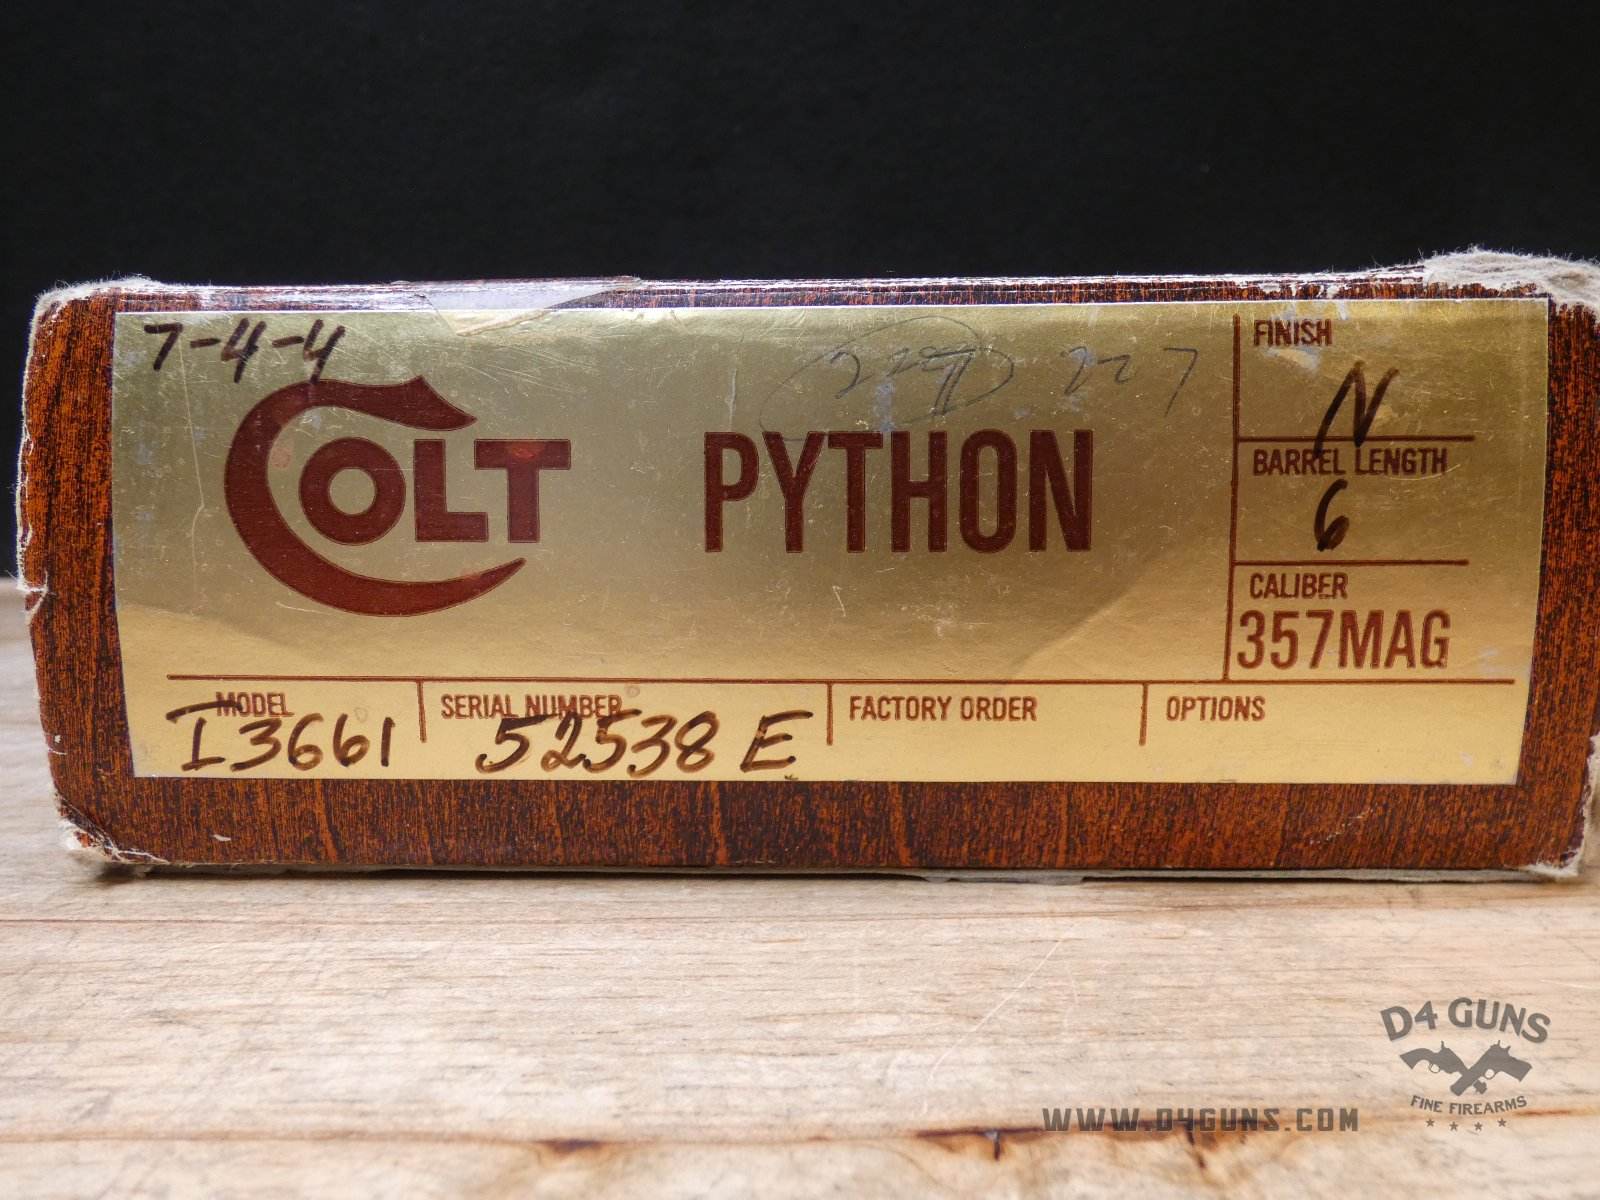 7-4-4
227
COLT
PYTHON
FINISH
N
BARREL LENGTH
6
CALIBER
357MAG
MODEL
I3661
SERIAL NUMBER
52538 E
FACTORY ORDER
OPTIONS
D4 GUNS
FINE FIREARMS
WWW.D4GUNS.COM